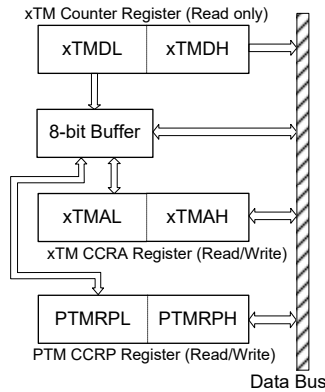 xTM Counter Register (Read only)
xTMDL xTMDH
8-bit Buffer
xTMAL xTMAH
xTM CCRA Register (Read/Write)
PTMRPL PTMRPH
PTM CCRP Register (Read/Write)
Data Bus